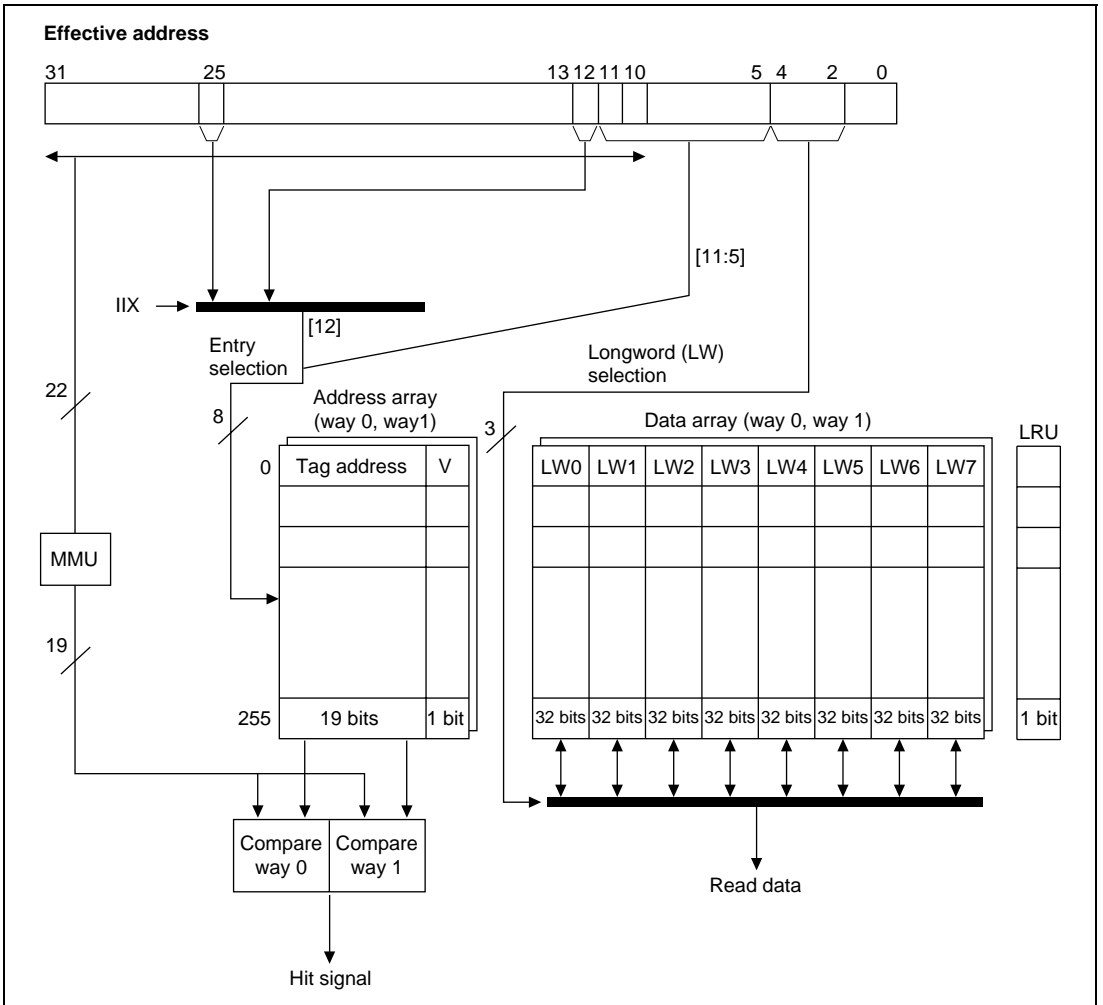 Effective address
31 25 13 12 11 10 5 4 2 0
[11:5]
IIX
[12]
Entry
selection
Longword (LW)
selection
22
8
Address array
(way 0, way1)
3
Data array (way 0, way 1)
LRU
0 Tag address V
LW0 LW1 LW2 LW3 LW4 LW5 LW6 LW7
MMU
19
255 19 bits 1 bit
32 bits 32 bits 32 bits 32 bits 32 bits 32 bits 32 bits 32 bits
1 bit
Compare
way 0
Compare
way 1
Read data
Hit signal